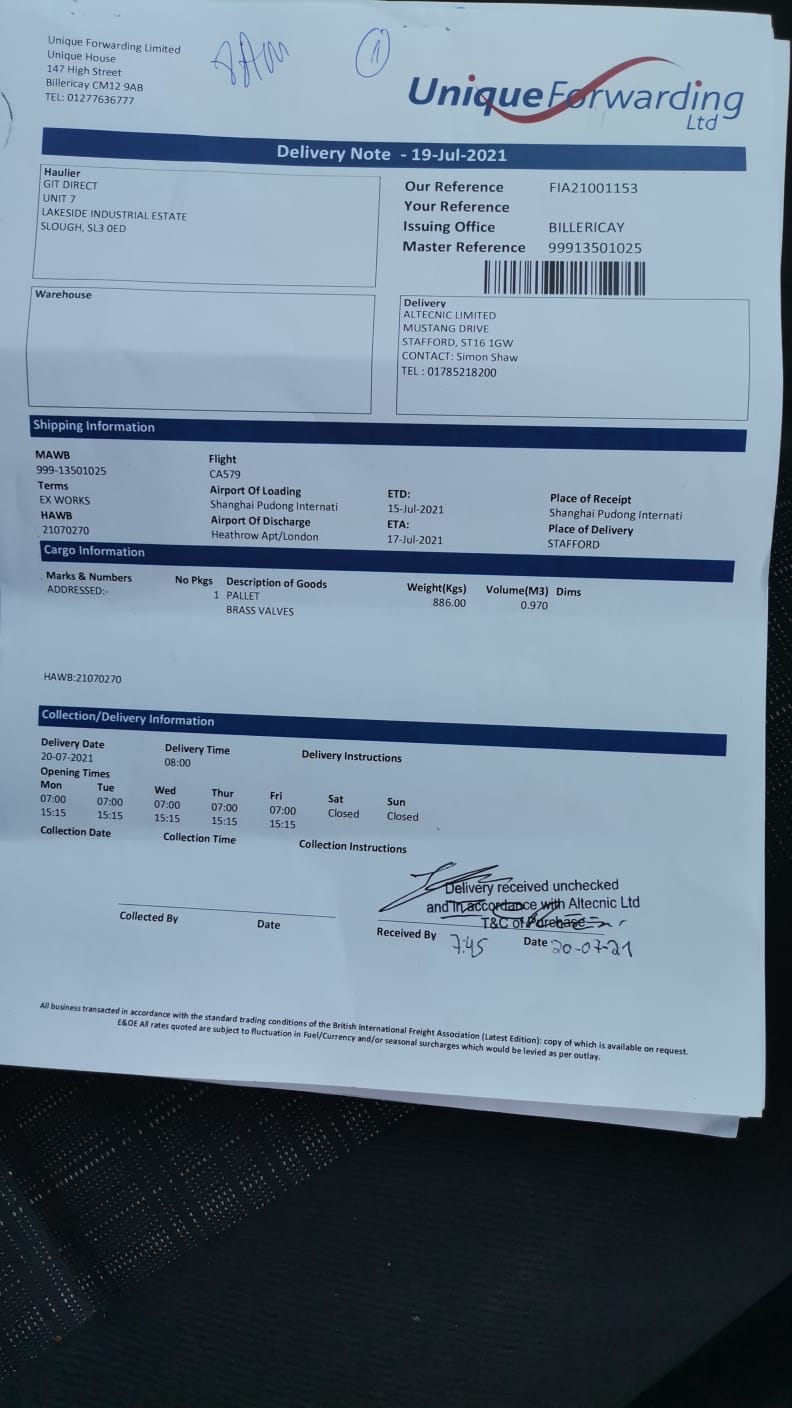 Unique Forwarding Limited
Unique House
147 High Street
Billericay CM12 9AB
TEL: 01277636777
1
Unique Forwarding
Ltd
Delivery Note - 19-Jul-2021
Haulier
GIT DIRECT
UNIT 7
LAKESIDE INDUSTRIAL ESTATE
SLOUGH, SL3 0ED
Our Reference FIA21001153
Your Reference
Issuing Office BILLERICAY
Master Reference 99913501025
Warehouse
Delivery
ALTECNIC LIMITED
MUSTANG DRIVE
STAFFORD, ST16 1GW
CONTACT: Simon Shaw
TEL : 01785218200
Shipping Information
MAWB Flight
999-13501025 CA579
Terms Airport Of Loading ETD: Place of Receipt
EX WORKS Shanghai Pudong Internati 15-Jul-2021 Shanghai Pudong Internati
HAWB Airport Of Discharge ETA: Place of Delivery
21070270 Heathrow Apt/London 17-Jul-2021 STAFFORD
Cargo Information
Marks & Numbers No Pkgs Description of Goods Weight(Kgs) Volume(M3) Dims
ADDRESSED:- 1 PALLET 886.00 0.970
BRASS VALVES
HAWB:21070270
Collection/Delivery Information
Delivery Date Delivery Time Delivery Instructions
20-07-2021 08:00
Opening Times
Mon Tue Wed Thur Fri Sat Sun
07:00 07:00 07:00 07:00 07:00 Closed Closed
15:15 15:15 15:15 15:15 15:15
Collection Date Collection Time Collection Instructions
Delivery received unchecked
and in accordance with Altecnic Ltd
T&C of Purchase
Collected By Date Received By 7:45 Date 20-07-21
All business transacted in accordance with the standard trading conditions of the British International Freight Association (Latest Edition): copy of which is available on request.
E&OE All rates quoted are subject to fluctuation in Fuel/Currency and/or seasonal surcharges which would be levied as per outlay.